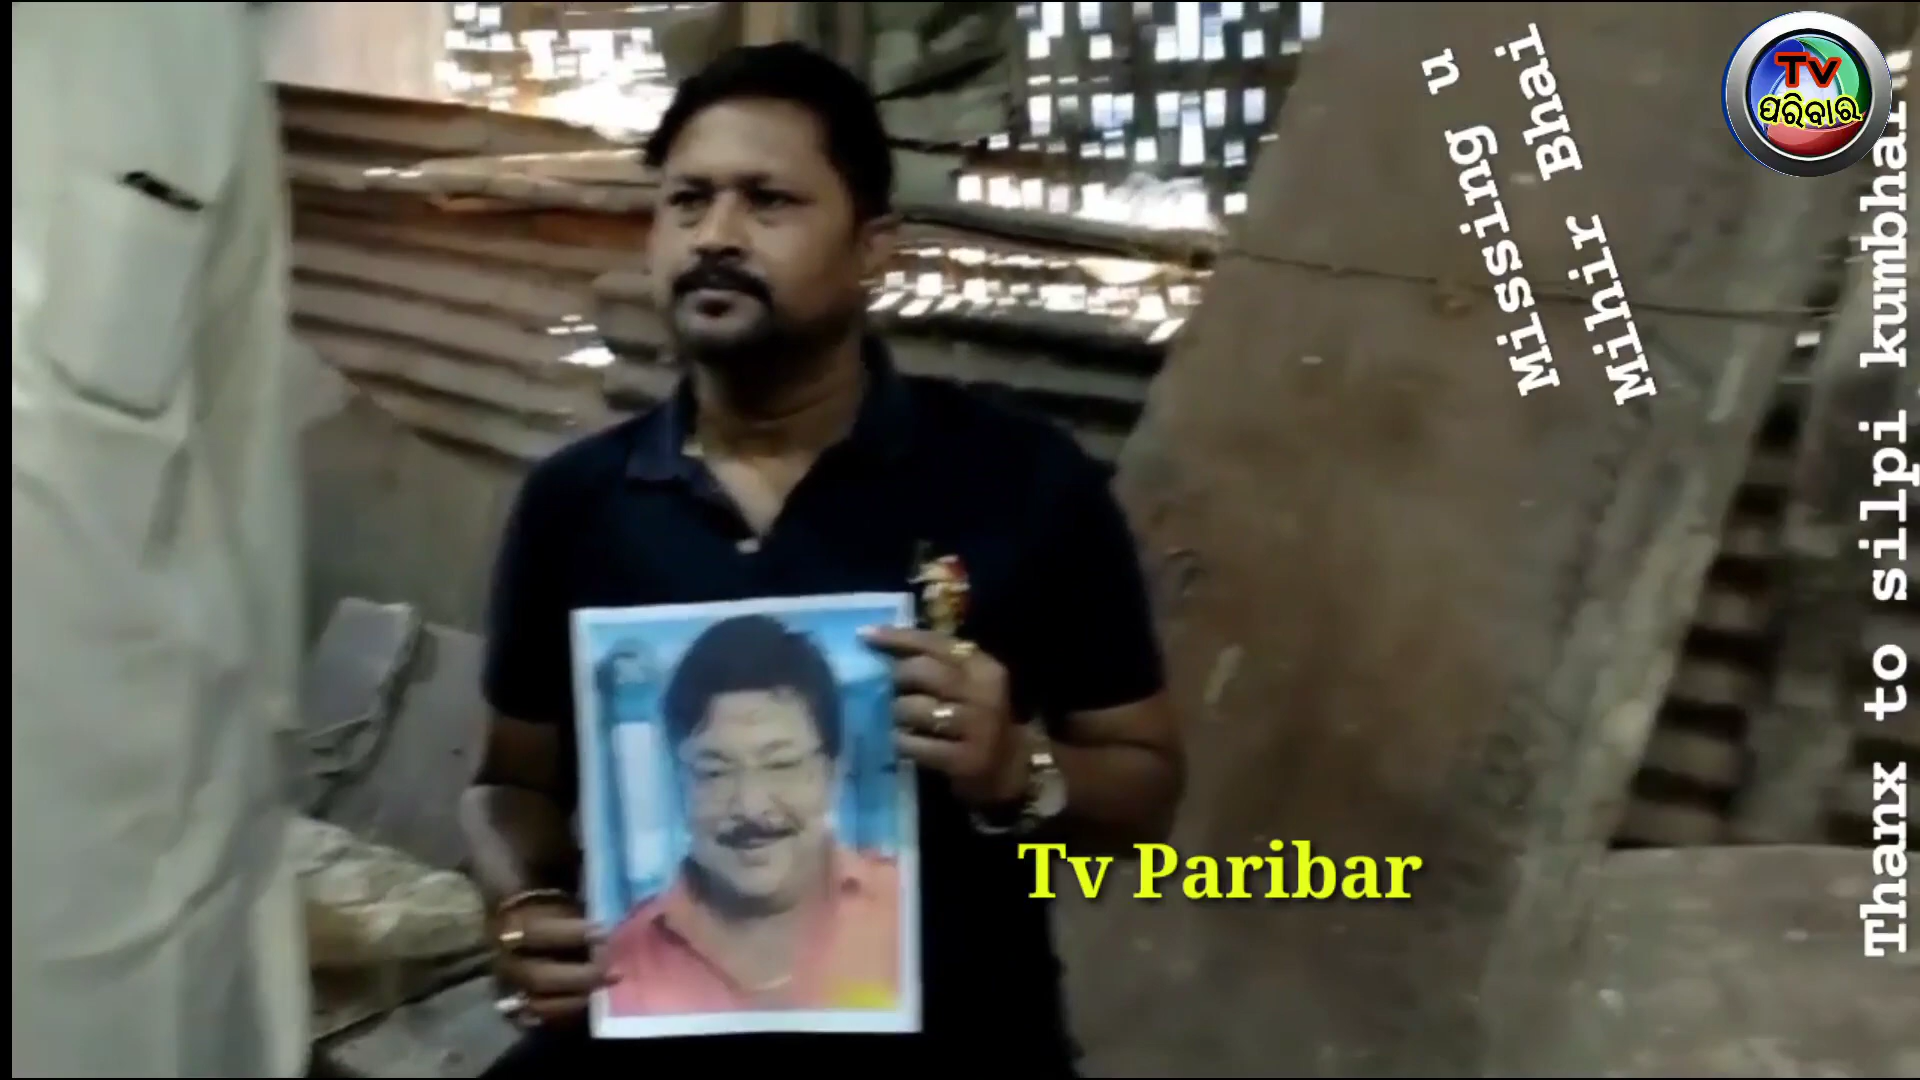 Missing u
Mihir Bhai
Tv
ପରିବାର
Thanx to silpi kumbhar
Tv Paribar